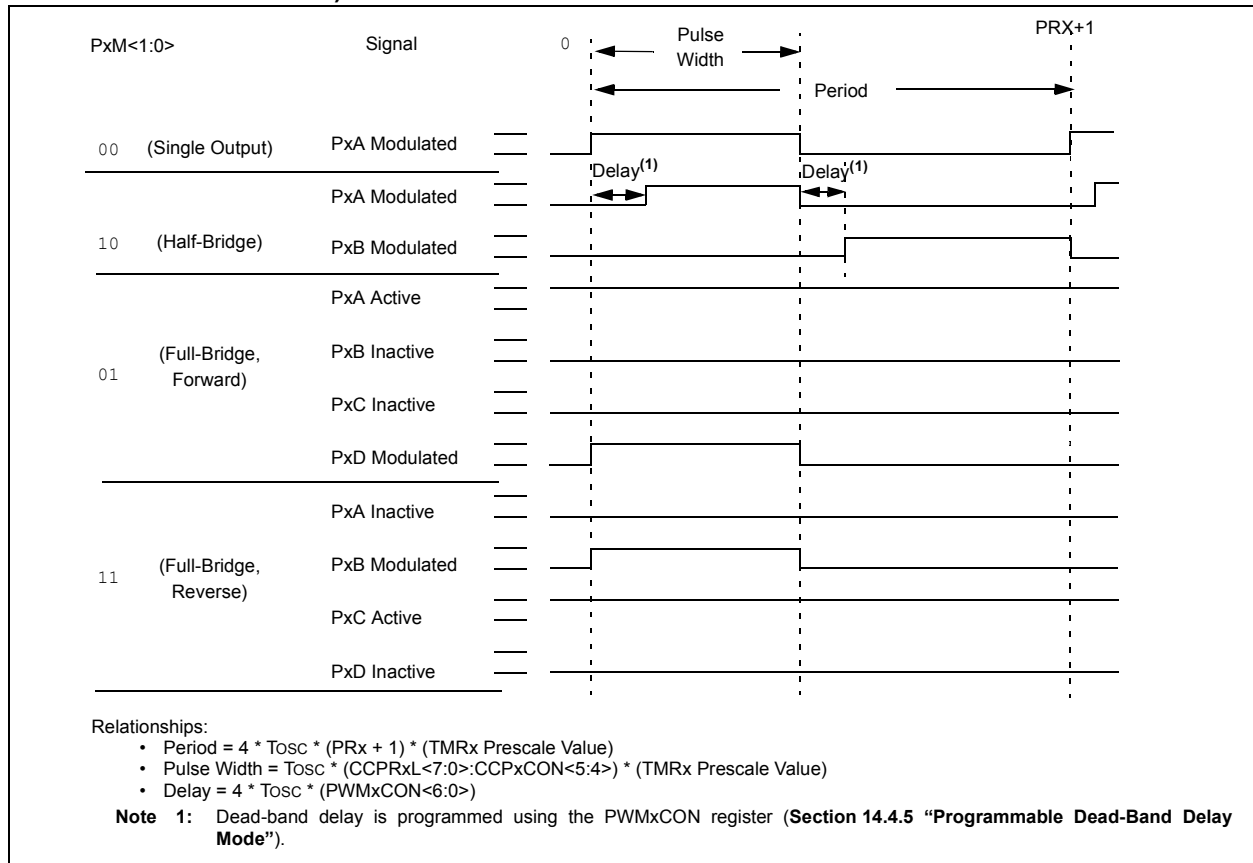 PxM<1:0>
Signal
0
Pulse
Width
PRX+1
Period
00 (Single Output) PxA Modulated
Delay(1) Delay(1)
PxA Modulated
10 (Half-Bridge) PxB Modulated
PxA Active
(Full-Bridge,
Forward)
PxB Inactive
01
PxC Inactive
PxD Modulated
PxA Inactive
(Full-Bridge,
Reverse)
PxB Modulated
11
PxC Active
PxD Inactive
Relationships:
• Period = 4 * TOSC * (PRx + 1) * (TMRx Prescale Value)
• Pulse Width = TOSC * (CCPRxL<7:0>:CCPxCON<5:4>) * (TMRx Prescale Value)
• Delay = 4 * TOSC * (PWMxCON<6:0>)
Note 1: Dead-band delay is programmed using the PWMxCON register (Section 14.4.5 “Programmable Dead-Band Delay
Mode”).